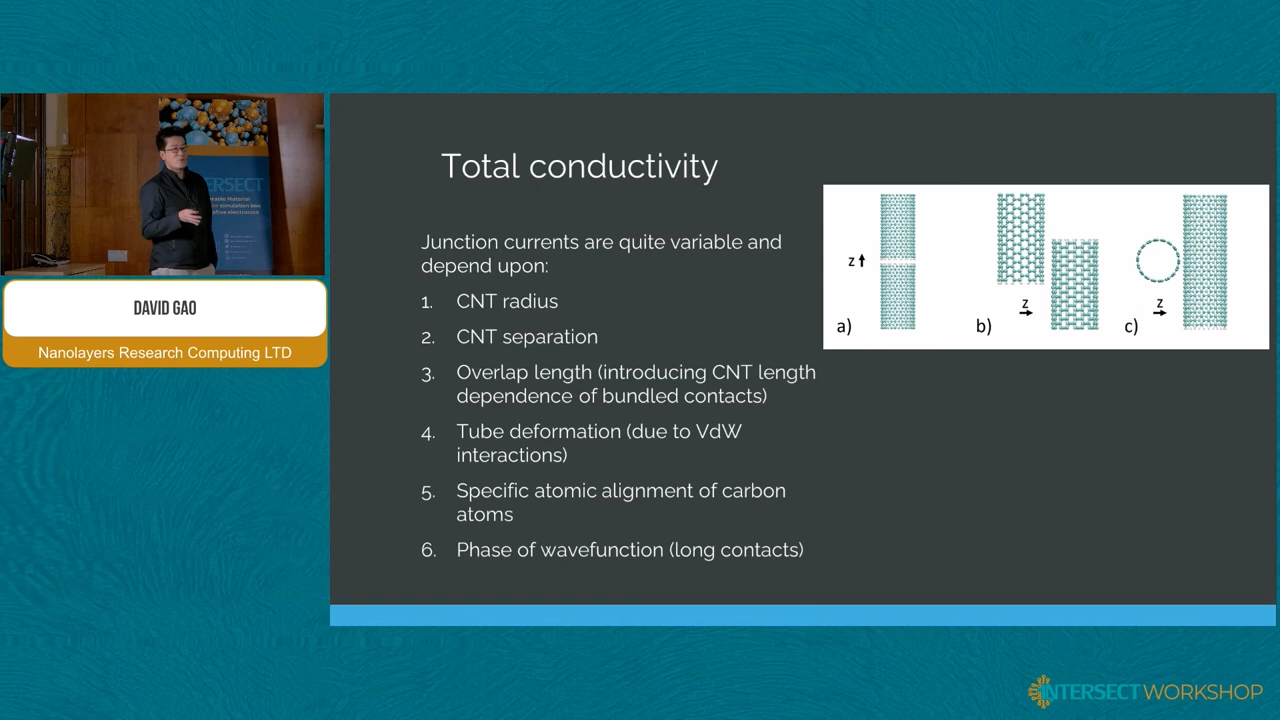 Total conductivity
Junction currents are quite variable and
depend upon:
1. CNT radius
2. CNT separation
3. Overlap length (introducing CNT length
dependence of bundled contacts)
4. Tube deformation (due to VdW
interactions)
5. Specific atomic alignment of carbon
atoms
6. Phase of wavefunction (long contacts)
z
a)
z
b)
z
c)
ERSECT
DAVID GAO
Nanolayers Research Computing LTD
INTERSECT WORKSHOP